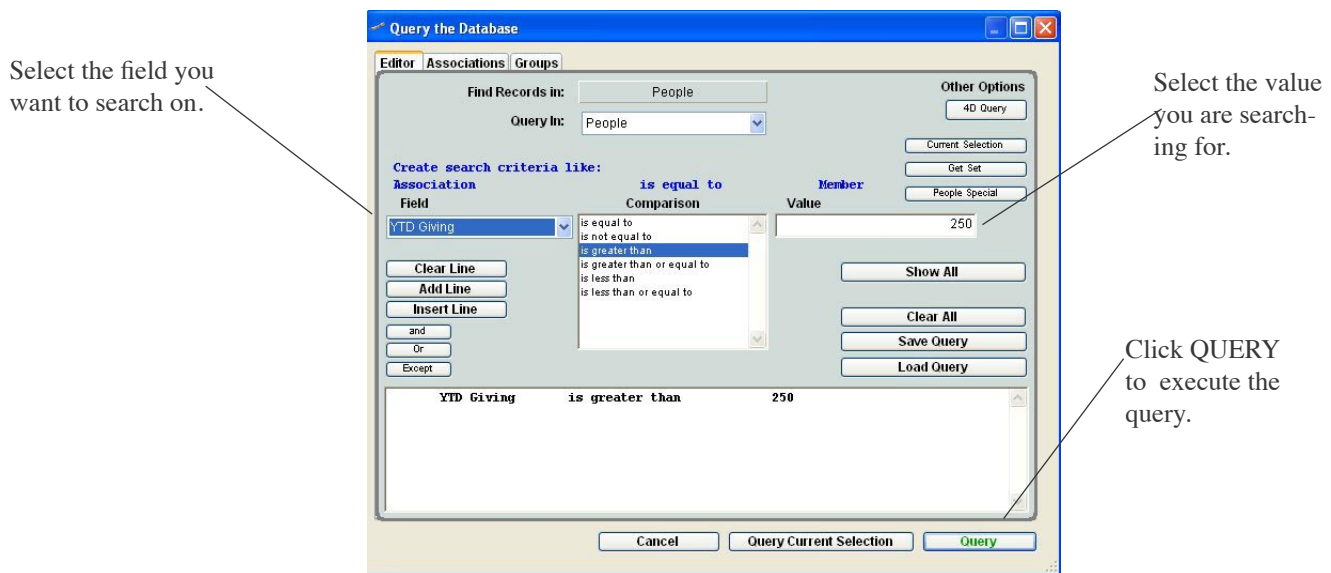 Query the Database
Editor Associations Groups
Select the field you
want to search on.
Find Records in: People
Query In: People
Other Options
4D Query
Current Selection
Get Set
People Special
Select the value
you are search-
ing for.
Create search criteria like:
Association is equal to Member
Field Comparison Value
YTD Giving
is equal to
is not equal to
is greater than
is greater than or equal to
is less than
is less than or equal to
250
Clear Line
Add Line
Insert Line
and
Or
Except
Show All
Clear All
Save Query
Load Query
Click QUERY
to execute the
query.
YTD Giving is greater than 250
Cancel Query Current Selection Query